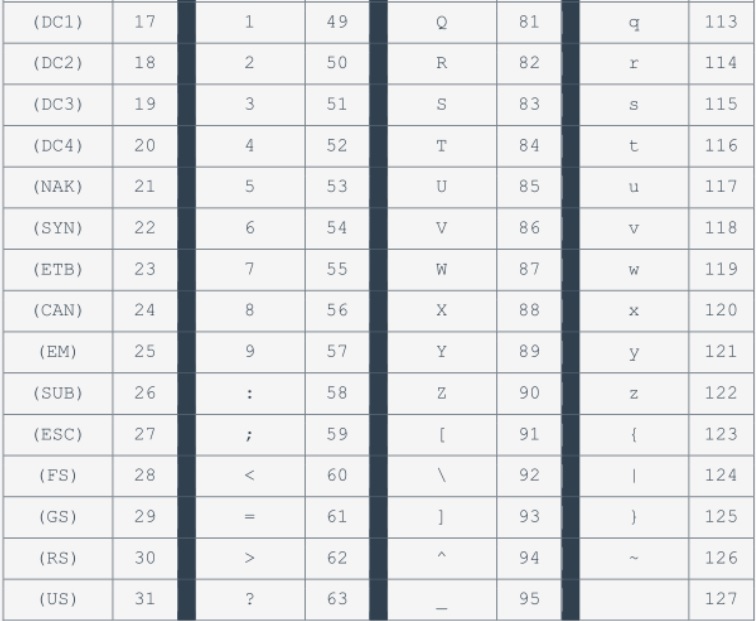 (DC1) 17 1 49 Q 81 q 113
(DC2) 18 2 50 R 82 r 114
(DC3) 19 3 51 S 83 s 115
(DC4) 20 4 52 T 84 t 116
(NAK) 21 5 53 U 85 u 117
(SYN) 22 6 54 V 86 v 118
(ETB) 23 7 55 W 87 w 119
(CAN) 24 8 56 X 88 x 120
(EM) 25 9 57 Y 89 y 121
(SUB) 26 : 58 Z 90 z 122
(ESC) 27 ; 59 [ 91 { 123
(FS) 28 < 60 \ 92 | 124
(GS) 29 = 61 ] 93 } 125
(RS) 30 > 62 ^ 94 ~ 126
(US) 31 ? 63 _ 95 127